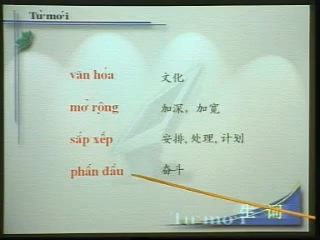 Từ mới
văn hóa 文化
mở rộng 加深，加宽
sắp xếp 安排,处理,计划
phấn đấu 奋斗
生 词
Từ mới